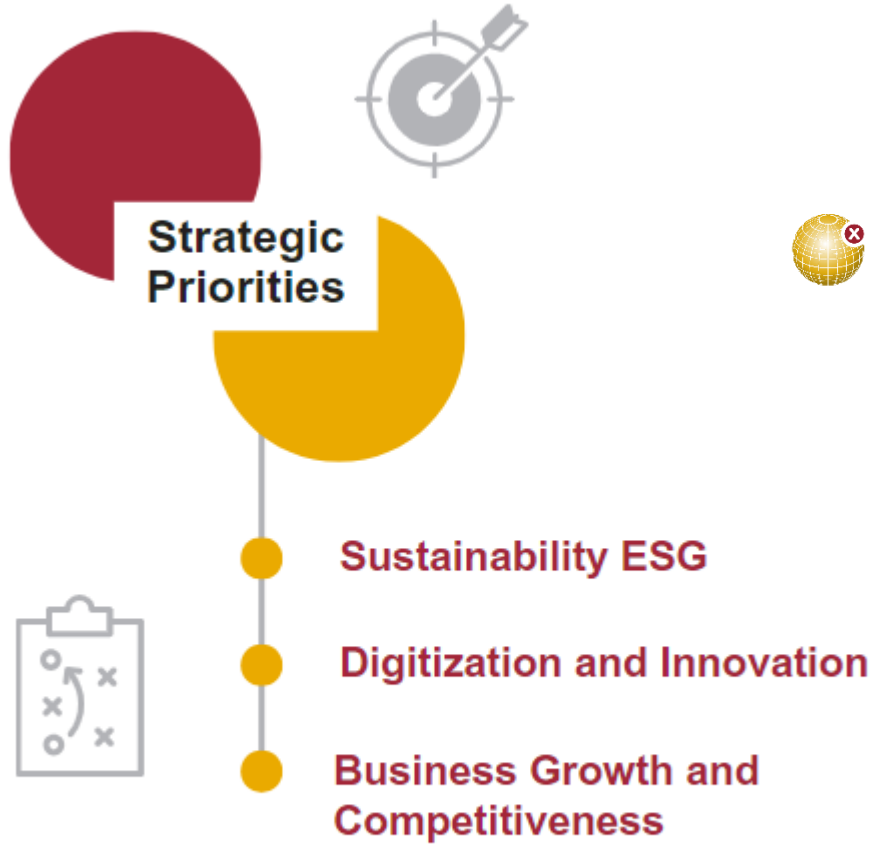 Strategic
Priorities
Sustainability ESG
Digitization and Innovation
Business Growth and
Competitiveness